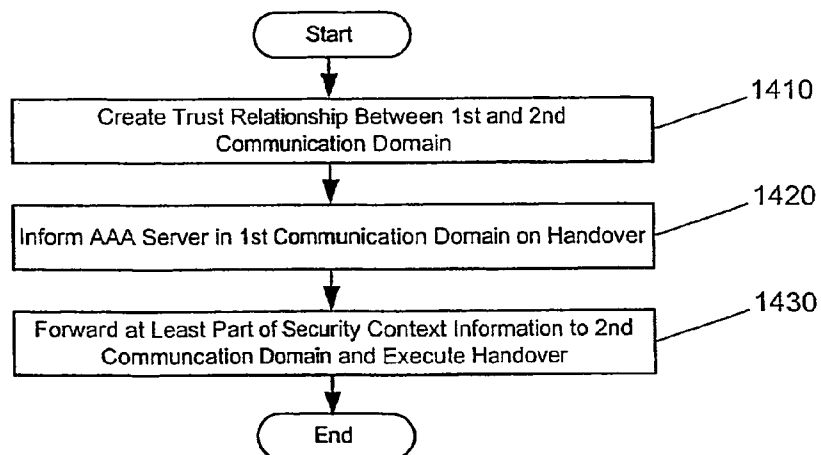 Start
Create Trust Relationship Between 1st and 2nd
Communication Domain
1410
Inform AAA Server in 1st Communication Domain on Handover
1420
Forward at Least Part of Security Context Information to 2nd
Communcation Domain and Execute Handover
1430
End